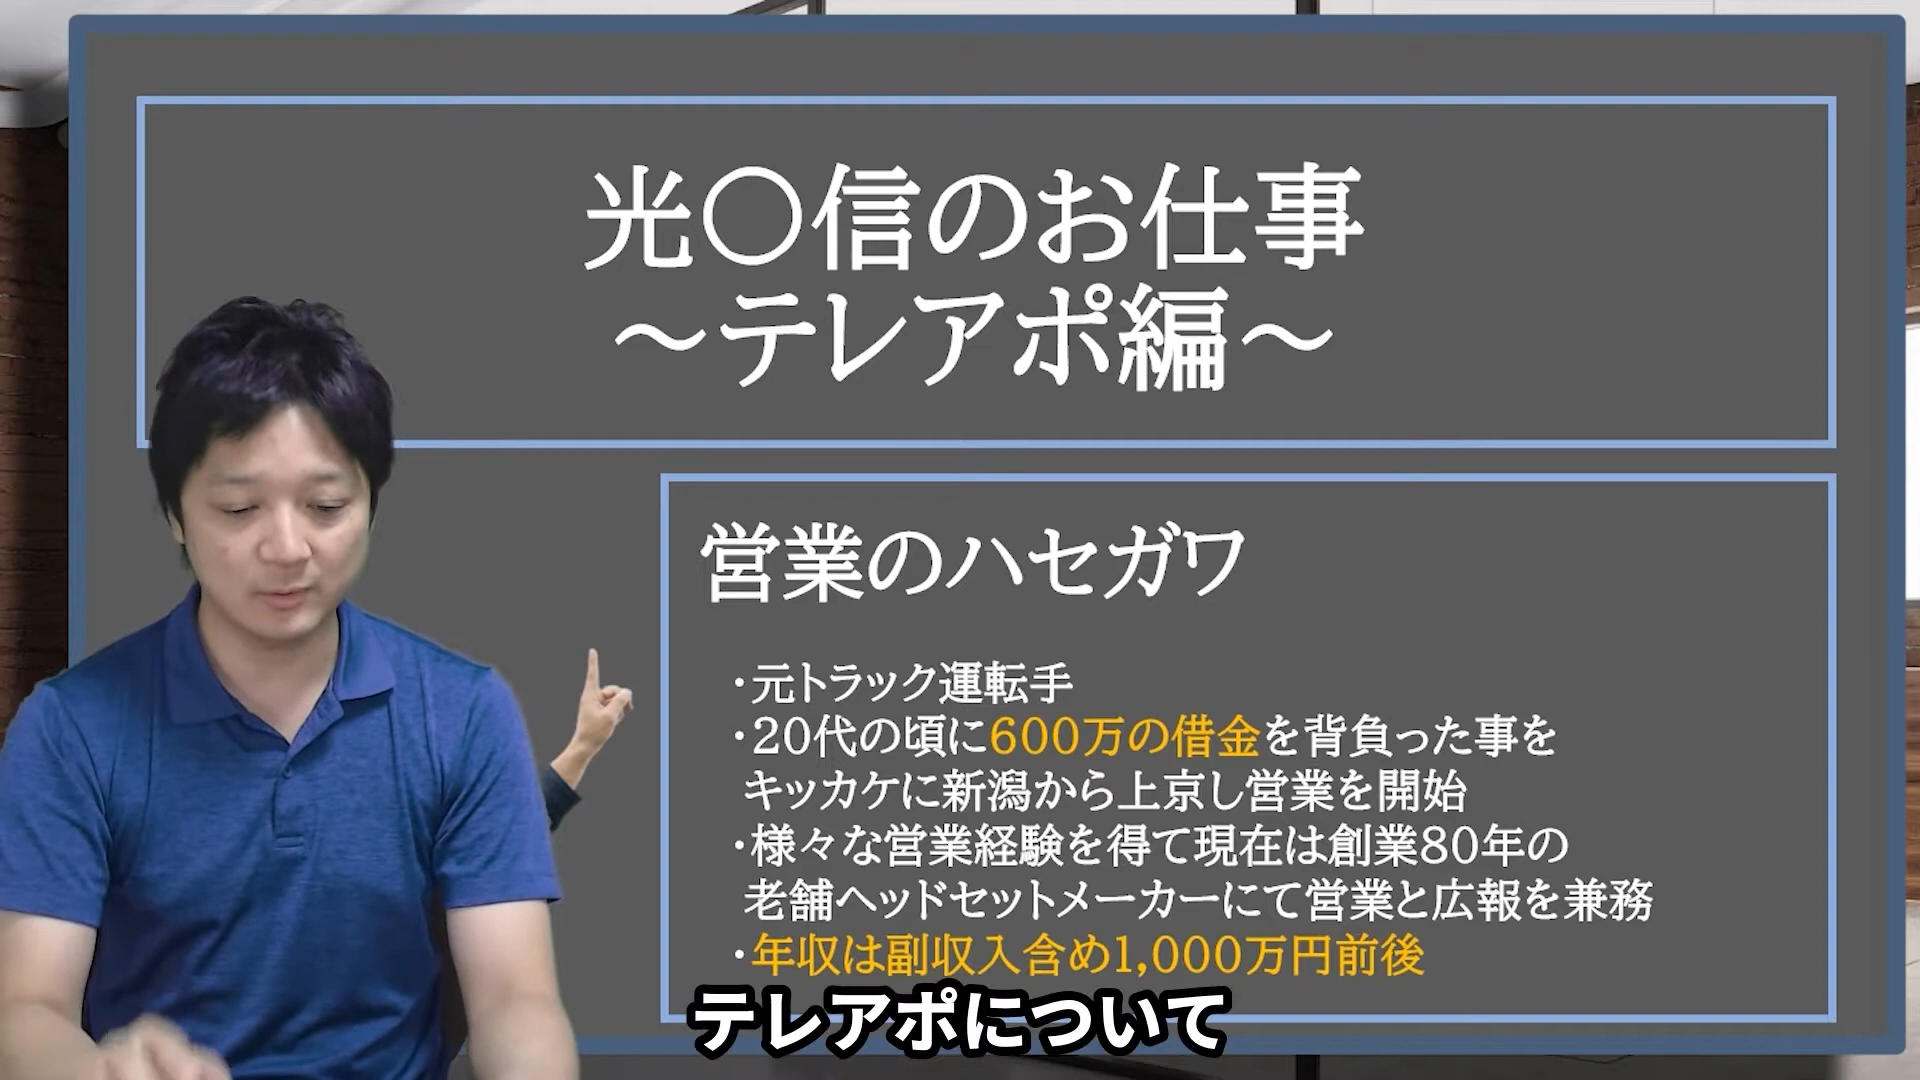 光〇信のお仕事
～テレアポ編～
営業のハセガワ
・元トラック運転手
・20代の頃に600万の借金を背負った事を
キッカケに新潟から上京し営業を開始
・様々な営業経験を得て現在は創業80年の
老舗ヘッドセットメーカーにて営業と広報を兼務
・年収は副収入含め1,000万円前後
テレアポについて